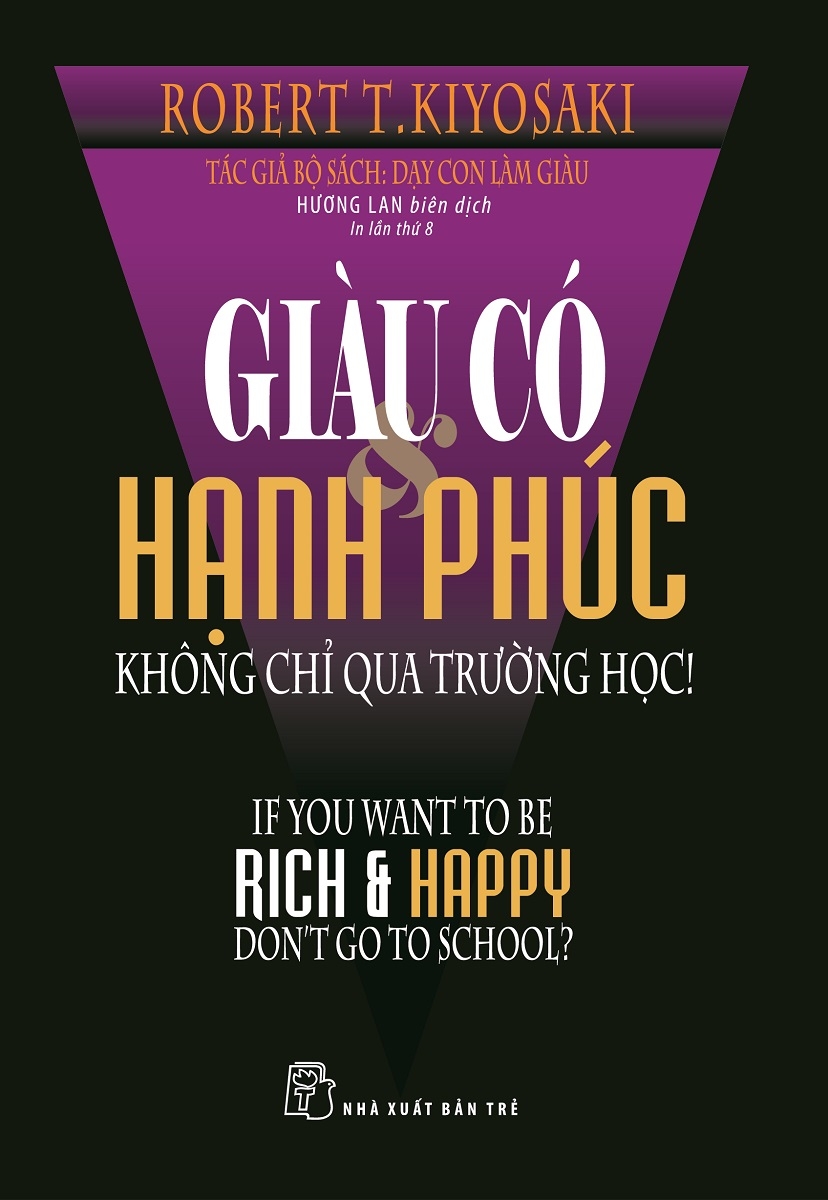 ROBERT T.KIYOSAKI
TÁC GIẢ BỘ SÁCH: DẠY CON LÀM GIÀU
HƯƠNG LAN biên dịch
In lần thứ 8
GIÀU CÓ
&
HẠNH PHÚC
KHÔNG CHỈ QUA TRƯỜNG HỌC!
IF YOU WANT TO BE
RICH & HAPPY
DON'T GO TO SCHOOL?
T
NHÀ XUẤT BẢN TRẺ